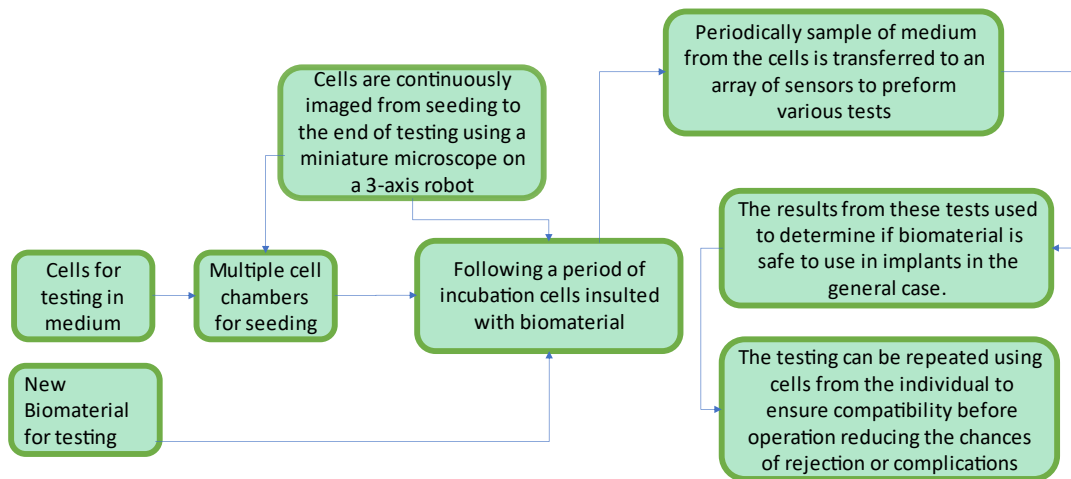 Cells for
testing in
medium
New
Biomaterial
for testing
Multiple cell
chambers
for seeding
Cells are continuously
imaged from seeding to
the end of testing using a
miniature microscope on
a 3-axis robot
Following a period of
incubation cells insulted
with biomaterial
Periodically sample of medium
from the cells is transferred to an
array of sensors to preform
various tests
The results from these tests used
to determine if biomaterial is
safe to use in implants in the
general case.
The testing can be repeated using
cells from the individual to
ensure compatibility before
operation reducing the chances
of rejection or complications